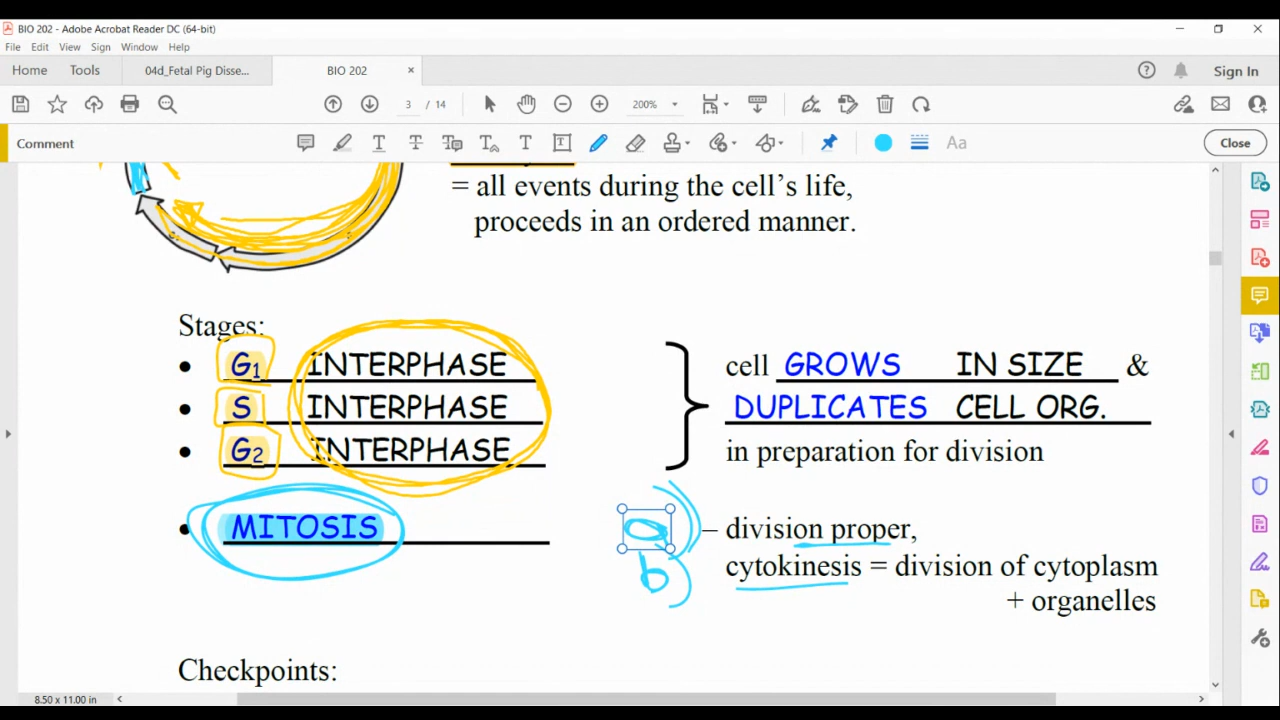 BIO 202 - Adobe Acrobat Reader DC (64-bit)
File Edit View Sign Window Help
Home Tools 04d_Fetal Pig Disse... BIO 202 × Sign In
3 / 14 200%
Comment Aa Close
= all events during the cell's life,
proceeds in an ordered manner.
Stages:
• G1 INTERPHASE cell GROWS IN SIZE &
• S INTERPHASE DUPLICATES CELL ORG.
• G2 INTERPHASE in preparation for division
• MITOSIS – division proper,
b cytokinesis = division of cytoplasm
+ organelles
Checkpoints:
8.50 x 11.00 in